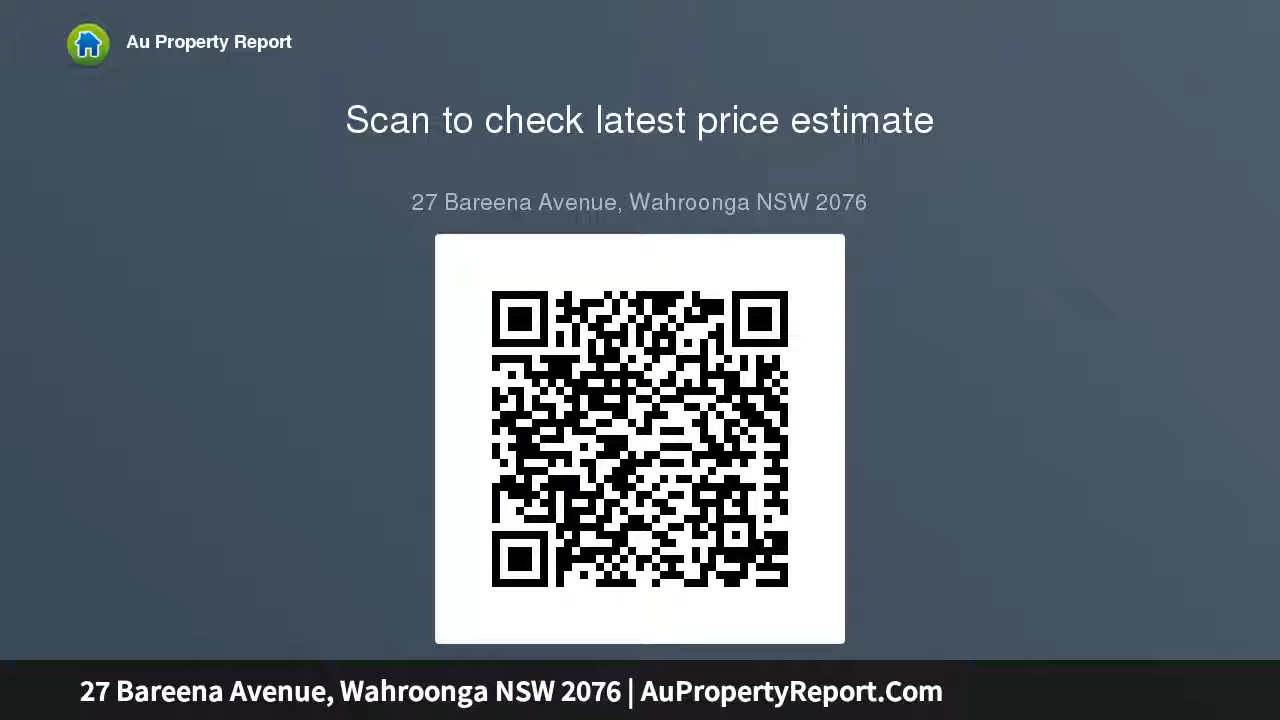 Au Property Report
Scan to check latest price estimate
27 Bareena Avenue, Wahroonga NSW 2076
27 Bareena Avenue, Wahroonga NSW 2076 | AuPropertyReport.Com